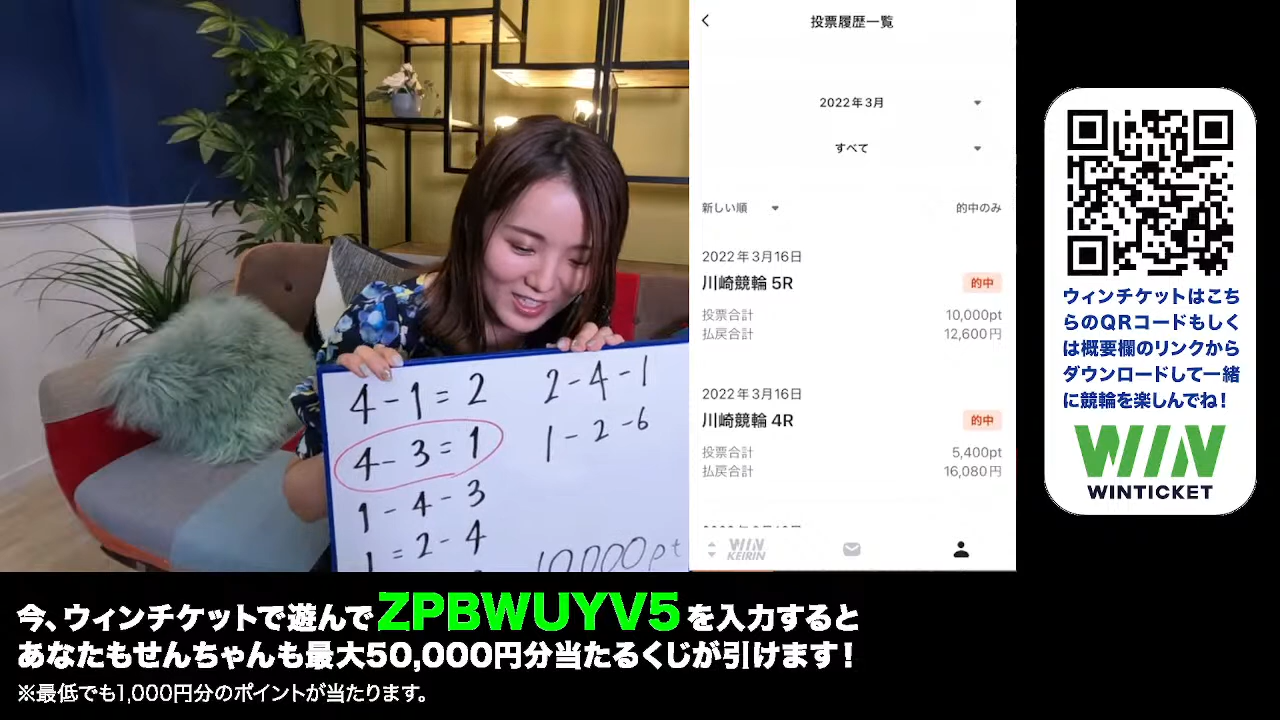 4-1=2
4-3=1
1-4-3
1=2-4
2-4-1
1-2-6
10,000pt
投票履歴一覧
2022年3月
すべて
新しい順
的中のみ
2022年3月16日
川崎競輪 5R
的中
投票合計
10,000pt
払戻合計
12,600円
2022年3月16日
川崎競輪 4R
的中
投票合計
5,400pt
払戻合計
16,080円
WIN
KEIRIN
ウィンチケットはこち
らのQRコードもしく
は概要欄のリンクから
ダウンロードして一緒
に競輪を楽しんでね!
WIN
WINTICKET
今、ウィンチケットで遊んでZPBWUYV5を入力すると
あなたもせんちゃんも最大50,000円分当たるくじが引けます!
※最低でも1,000円分のポイントが当たります。